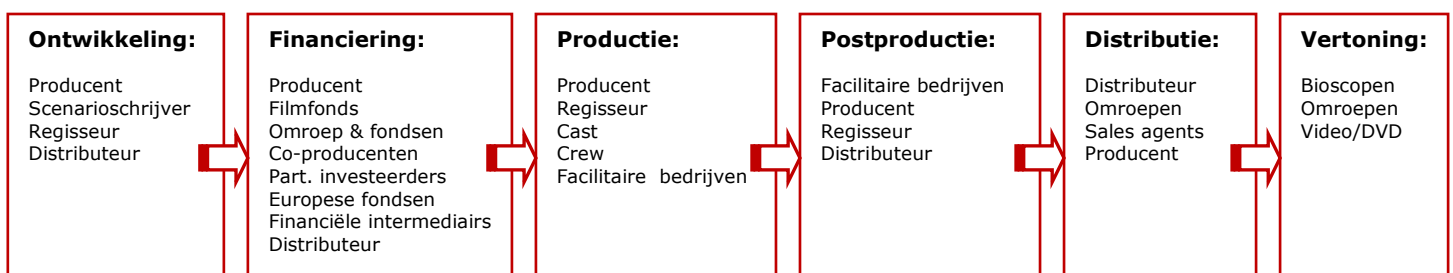 Ontwikkeling:
Producent
Scenarioschrijver
Regisseur
Distributeur
Financiering:
Producent
Filmfonds
Omroep & fondsen
Co-producenten
Part. investeerders
Europese fondsen
Financiële intermediairs
Distributeur
Productie:
Producent
Regisseur
Cast
Crew
Facilitaire bedrijven
Postproductie:
Facilitaire bedrijven
Producent
Regisseur
Distributeur
Distributie:
Distributeur
Omroepen
Sales agents
Producent
Vertoning:
Bioscopen
Omroepen
Video/DVD